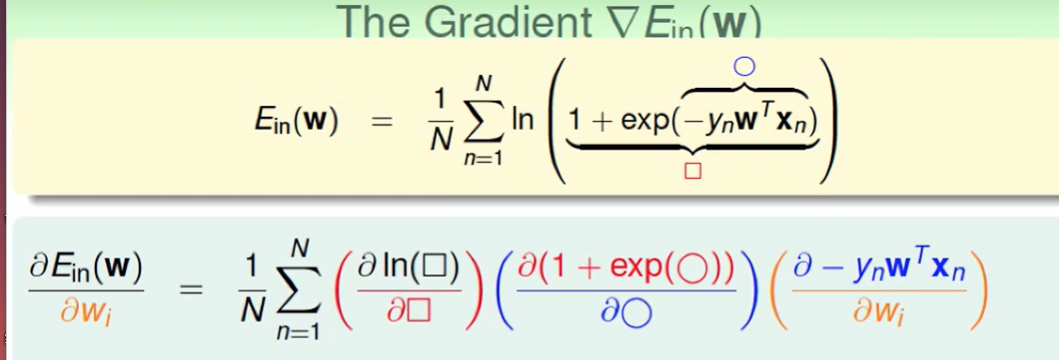 The Gradient ∇E_in(w)
E_in(w) = 1/N ∑_{n=1}^{N} ln ( 1 + exp(−y_n w^T x_n) ) ○ □
∂E_in(w)/∂w_i = 1/N ∑_{n=1}^{N} ( ∂ ln(□)/∂□ ) ( ∂(1 + exp(○))/∂○ ) ( ∂ − y_n w^T x_n/∂w_i )